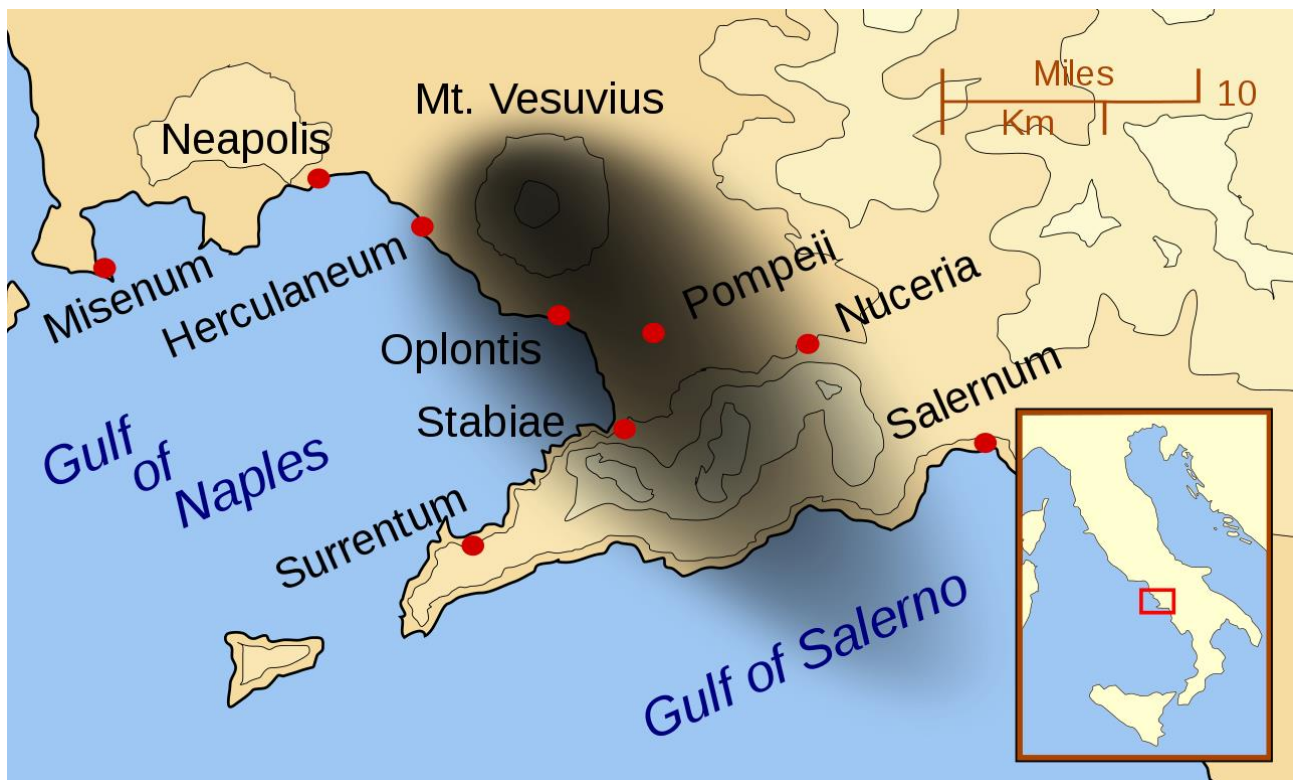 Mt. Vesuvius
Miles
10
Km
Neapolis
Misenum
Herculaneum
Pompeii
Nuceria
Oplontis
Stabiae
Salernum
Gulf
of
Naples
Surrentum
Gulf of Salerno